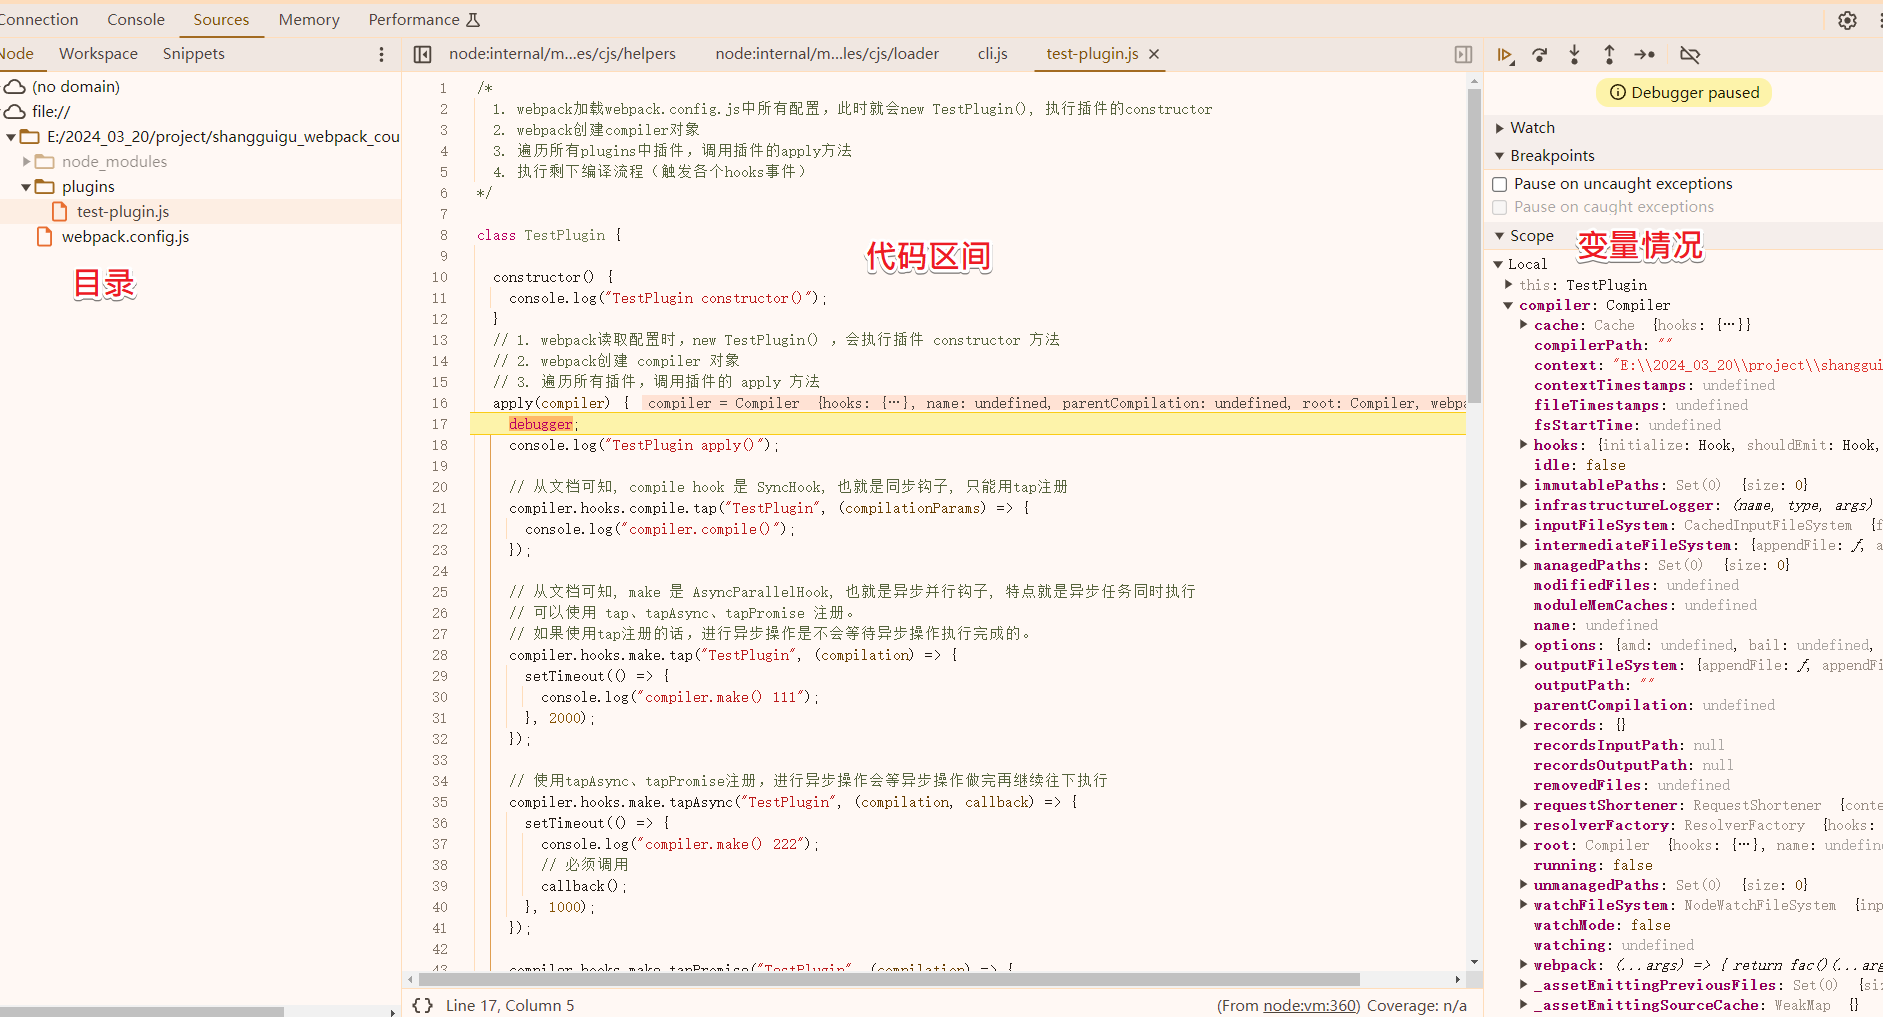 Connection Console Sources Memory Performance
Node Workspace Snippets
node:internal/m...es/cjs/helpers node:internal/m...les/cjs/loader cli.js test-plugin.js
(no domain)
file://
E:/2024_03_20/project/shangguigu_webpack_cou
node_modules
plugins
test-plugin.js
webpack.config.js
目录
代码区间
1 /*
2 1. webpack加载webpack.config.js中所有配置，此时就会new TestPlugin()，执行插件的constructor
3 2. webpack创建compiler对象
4 3. 遍历所有plugins中插件，调用插件的apply方法
5 4. 执行剩下编译流程（触发各个hooks事件）
6 */
7
8 class TestPlugin {
9
10 constructor() {
11 console.log("TestPlugin constructor()");
12 }
13 // 1. webpack读取配置时，new TestPlugin() ，会执行插件 constructor 方法
14 // 2. webpack创建 compiler 对象
15 // 3. 遍历所有插件，调用插件的 apply 方法
16 apply(compiler) { compiler = Compiler {hooks: {…}, name: undefined, parentCompilation: undefined, root: Compiler, webpa
17 debugger;
18 console.log("TestPlugin apply()");
19
20 // 从文档可知, compile hook 是 SyncHook, 也就是同步钩子, 只能用tap注册
21 compiler.hooks.compile.tap("TestPlugin", (compilationParams) => {
22 console.log("compiler.compile()");
23 });
24
25 // 从文档可知, make 是 AsyncParallelHook, 也就是异步并行钩子, 特点就是异步任务同时执行
26 // 可以使用 tap、tapAsync、tapPromise 注册。
27 // 如果使用tap注册的话，进行异步操作是不会等待异步操作执行完成的。
28 compiler.hooks.make.tap("TestPlugin", (compilation) => {
29 setTimeout(() => {
30 console.log("compiler.make() 111");
31 }, 2000);
32 });
33
34 // 使用tapAsync、tapPromise注册，进行异步操作会等异步操作做完再继续往下执行
35 compiler.hooks.make.tapAsync("TestPlugin", (compilation, callback) => {
36 setTimeout(() => {
37 console.log("compiler.make() 222");
38 // 必须调用
39 callback();
40 }, 1000);
41 });
42
43 compiler.hooks.make.tapPromise("TestPlugin", (compilation) => {
{} Line 17, Column 5 (From node:vm:360) Coverage: n/a
Debugger paused
Watch
Breakpoints
Pause on uncaught exceptions
Pause on caught exceptions
Scope
变量情况
Local
this: TestPlugin
compiler: Compiler
cache: Cache {hooks: {…}}
compilerPath: ""
context: "E:\\2024_03_20\\project\\shanggui
contextTimestamps: undefined
fileTimestamps: undefined
fsStartTime: undefined
hooks: {initialize: Hook, shouldEmit: Hook,
idle: false
immutablePaths: Set(0) {size: 0}
infrastructureLogger: (name, type, args)
inputFileSystem: CachedInputFileSystem {f
intermediateFileSystem: {appendFile: ƒ, a
managedPaths: Set(0) {size: 0}
modifiedFiles: undefined
moduleMemCaches: undefined
name: undefined
options: {amd: undefined, bail: undefined,
outputFileSystem: {appendFile: ƒ, appendFi
outputPath: ""
parentCompilation: undefined
records: {}
recordsInputPath: null
recordsOutputPath: null
removedFiles: undefined
requestShortener: RequestShortener {conte
resolverFactory: ResolverFactory {hooks:
root: Compiler {hooks: {…}, name: undefin
running: false
unmanagedPaths: Set(0) {size: 0}
watchFileSystem: NodeWatchFileSystem {inp
watchMode: false
watching: undefined
webpack: (...args) => { return fac()(...arg
_assetEmittingPreviousFiles: Set(0) {siz
_assetEmittingSourceCache: WeakMap {}